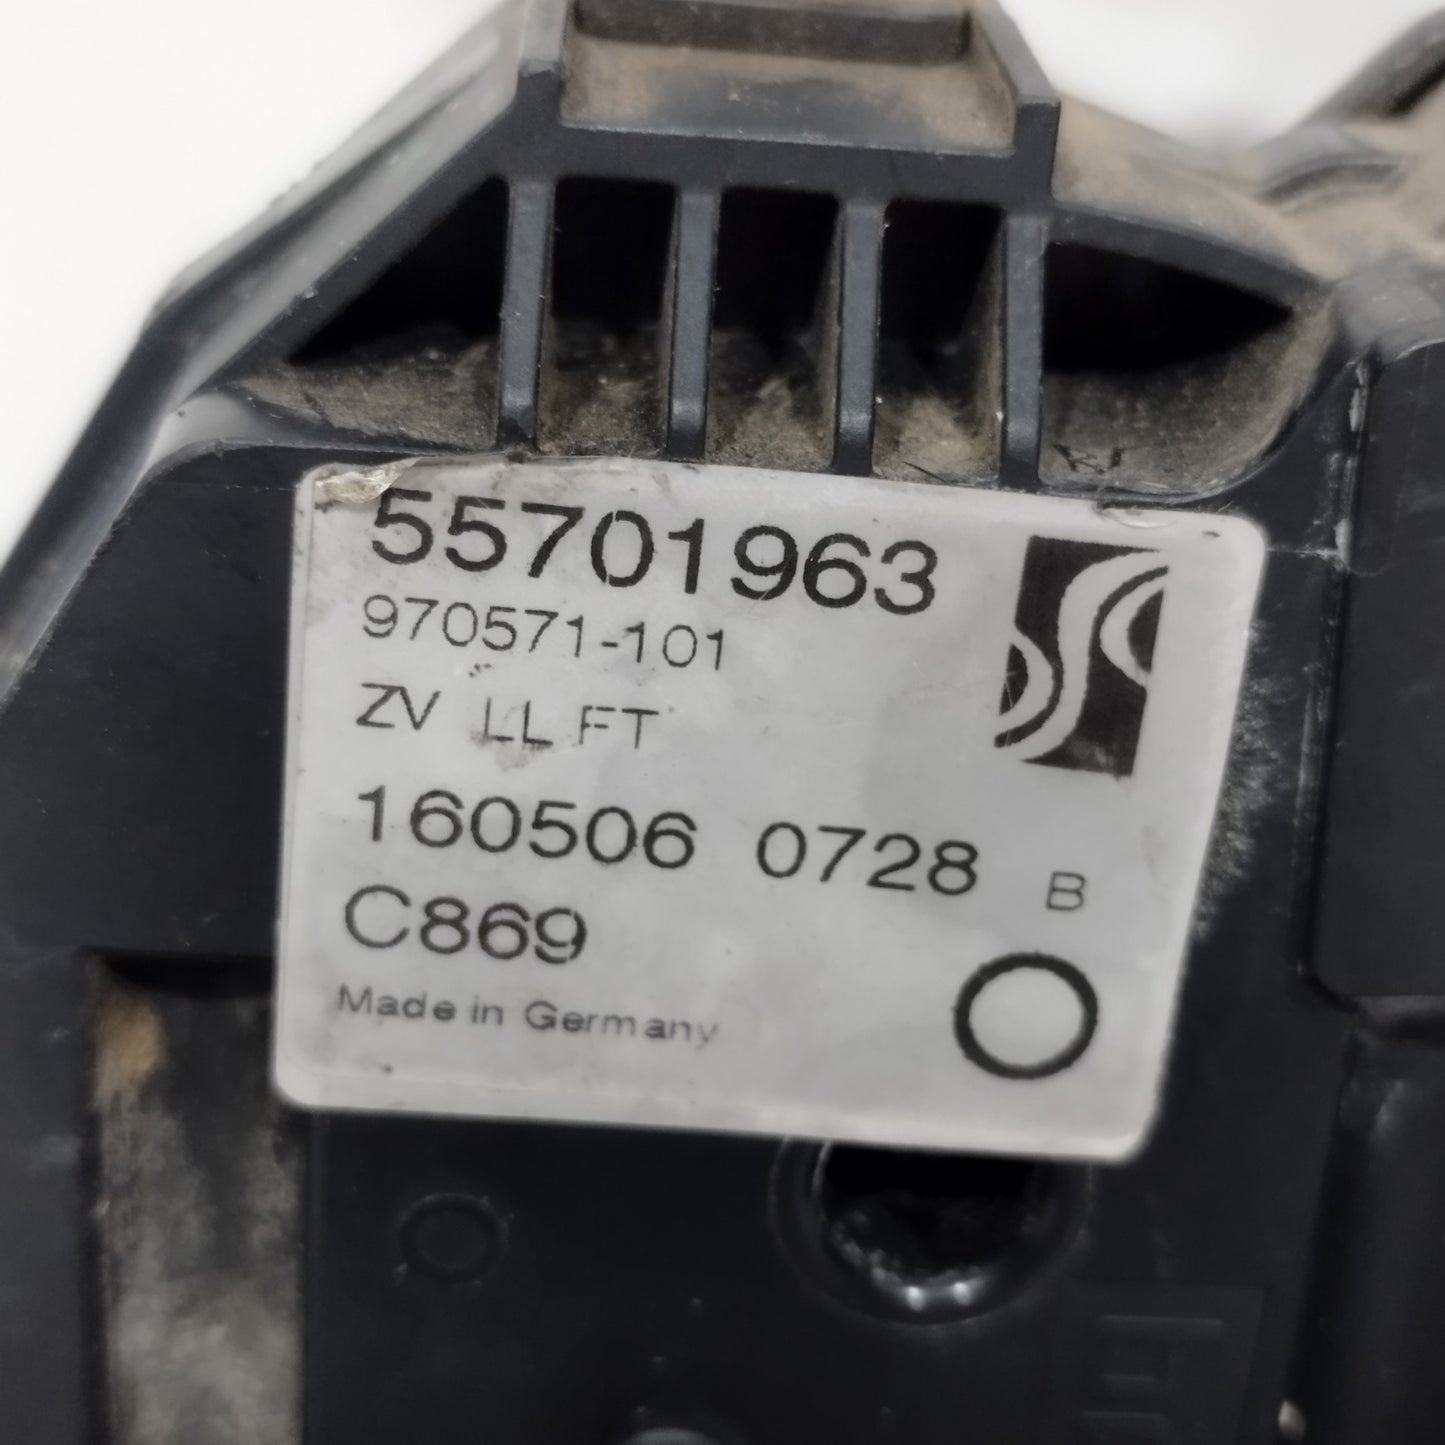 55701963
970571-101
ZV LL FT
160506 0728 B
C869
Made in Germany